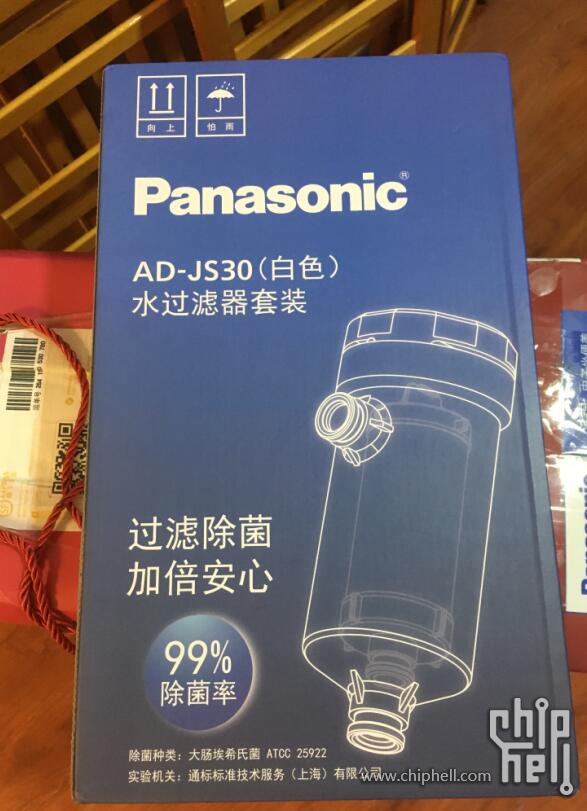 向上
怕雨
Panasonic®
AD-JS30(白色)
水过滤器套装
过滤除菌
加倍安心
99%
除菌率
除菌种类：大肠埃希氏菌 ATCC 25922
实验机关：通标标准技术服务（上海）有限公司
www.chiphell.com
chip
hell
Panasonic